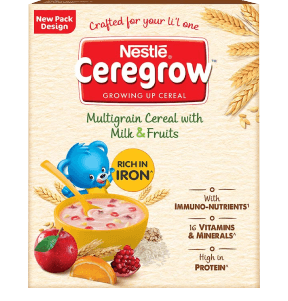 New Pack
Design
Crafted for your li'l one
Nestlé
Ceregrow™
GROWING UP CEREAL
Multigrain Cereal with
Milk & Fruits
RICH IN
IRON^
With
IMMUNO-NUTRIENTS†
16 VITAMINS
& MINERALS^
High in
PROTEIN^